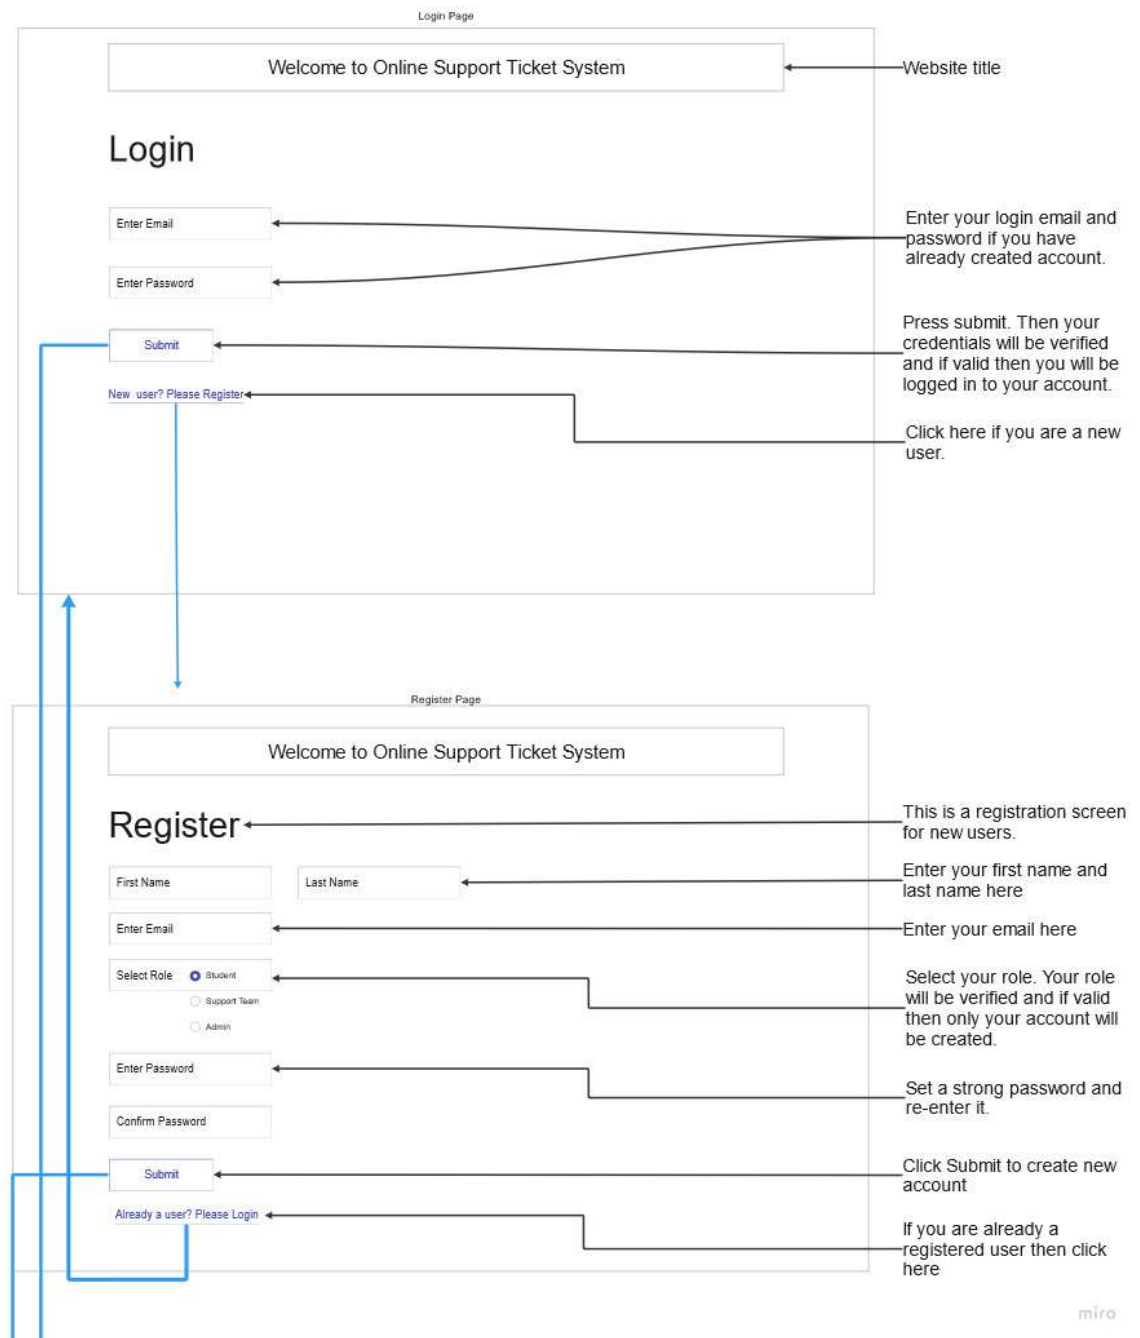 Login Page
Welcome to Online Support Ticket System
Website title
Login
Enter Email
Enter your login email and
password if you have
already created account.
Enter Password
Press submit. Then your
credentials will be verified
and if valid then you will be
logged in to your account.
Submit
New user? Please Register
Click here if you are a new
user.
Register Page
Welcome to Online Support Ticket System
Register
This is a registration screen
for new users.
First Name
Last Name
Enter your first name and
last name here
Enter Email
Enter your email here
Select Role
Student
Support Team
Admin
Select your role. Your role
will be verified and if valid
then only your account will
be created.
Enter Password
Set a strong password and
re-enter it.
Confirm Password
Submit
Click Submit to create new
account
Already a user? Please Login
If you are already a
registered user then click
here
miro